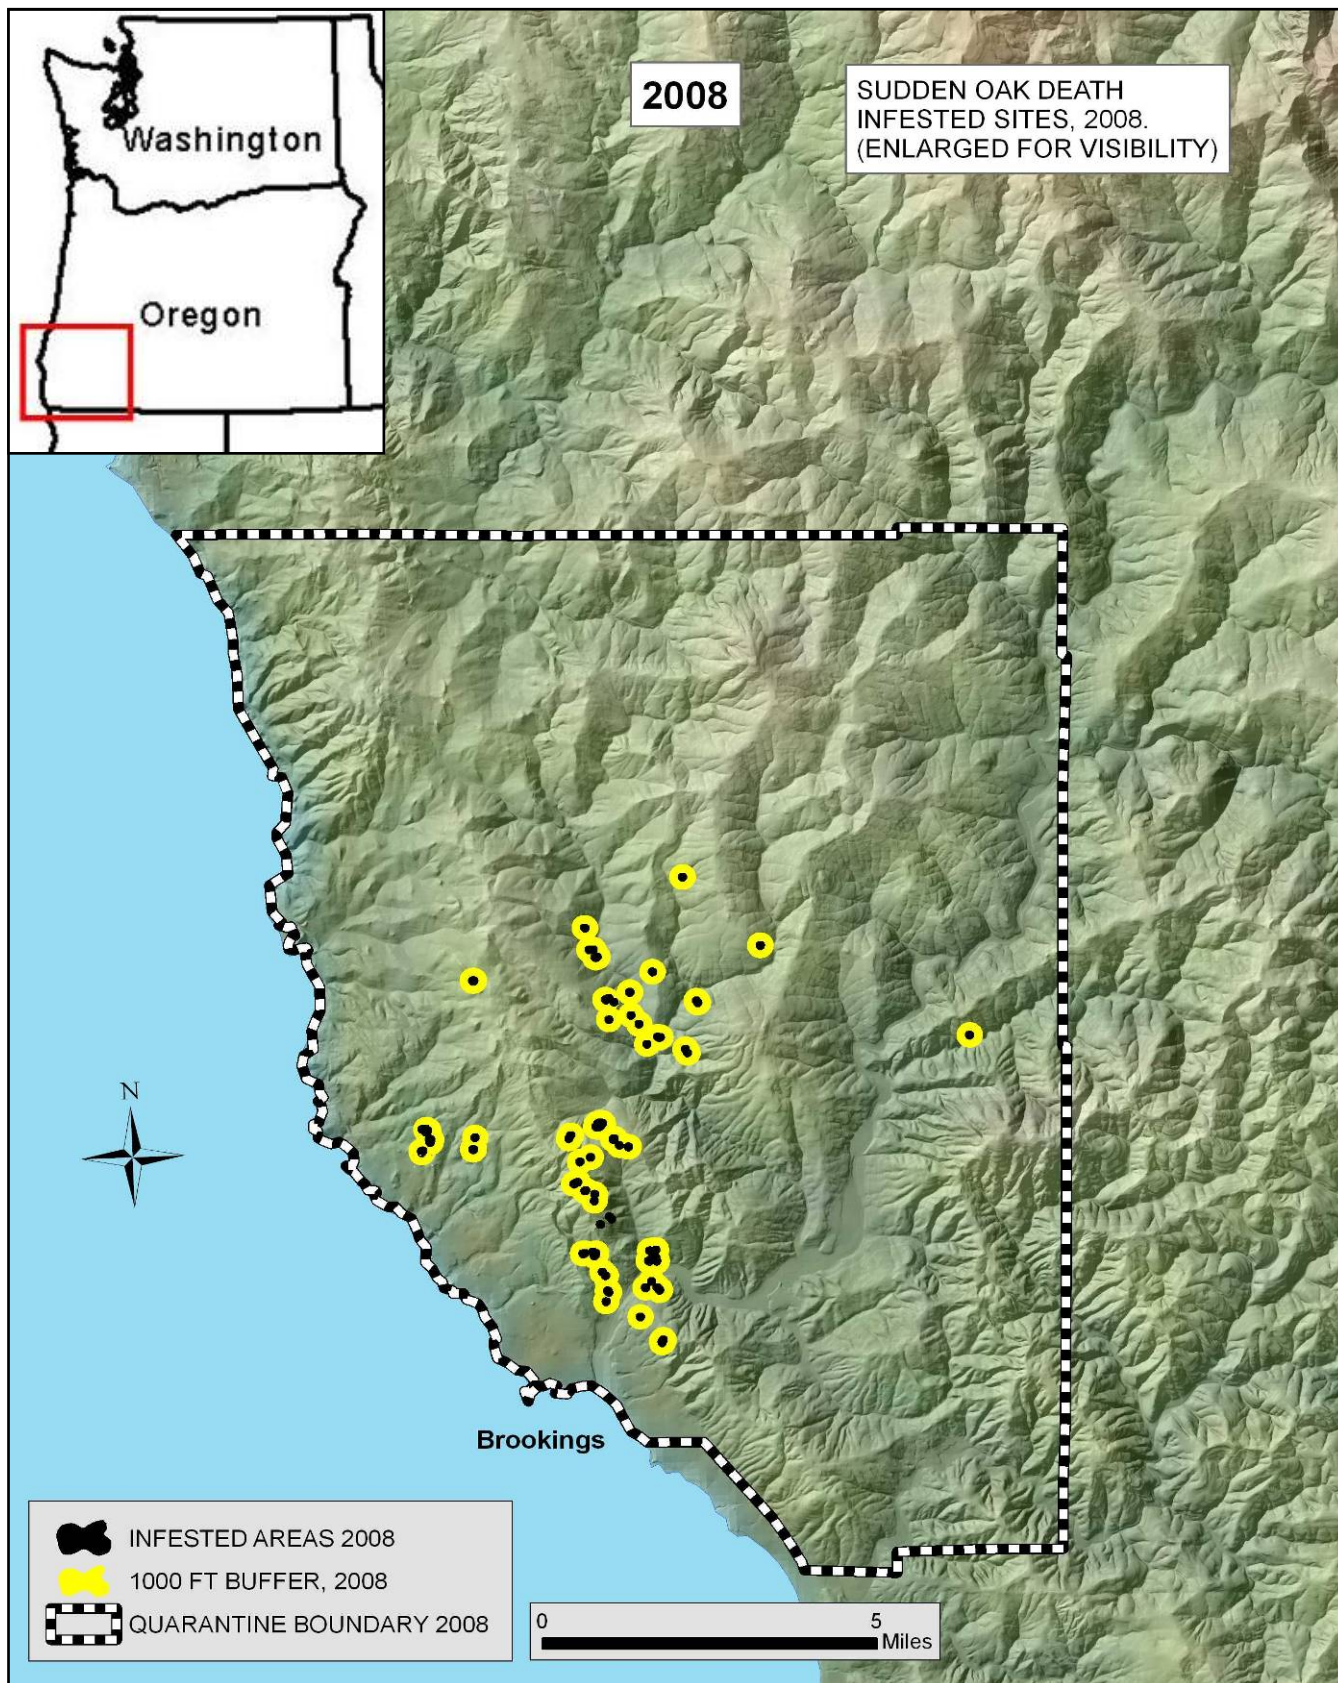 Washington
Oregon
2008
SUDDEN OAK DEATH
INFESTED SITES, 2008.
(ENLARGED FOR VISIBILITY)
N
Brookings
INFESTED AREAS 2008
1000 FT BUFFER, 2008
QUARANTINE BOUNDARY 2008
0 5
Miles